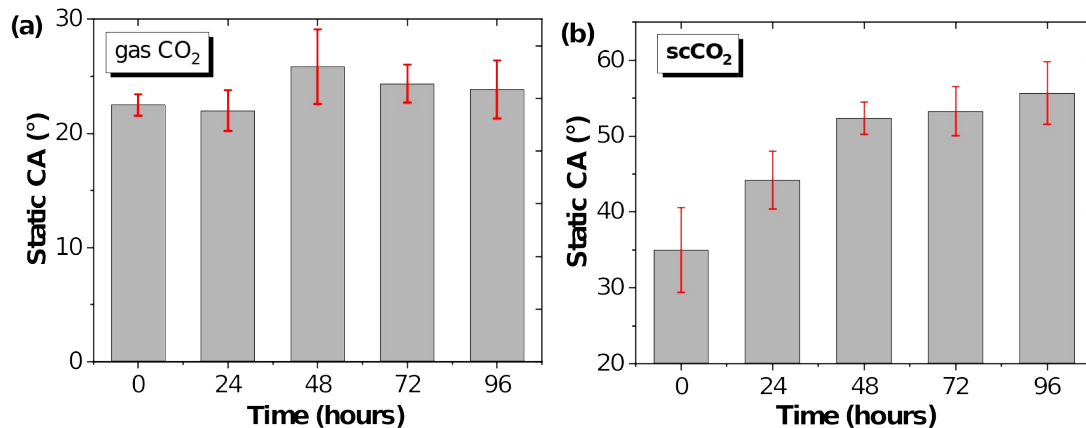 (a)
gas CO₂
30
20
10
0
Static CA (°)
0 24 48 72 96
Time (hours)
(b)
scCO₂
60
50
40
30
20
Static CA (°)
0 24 48 72 96
Time (hours)